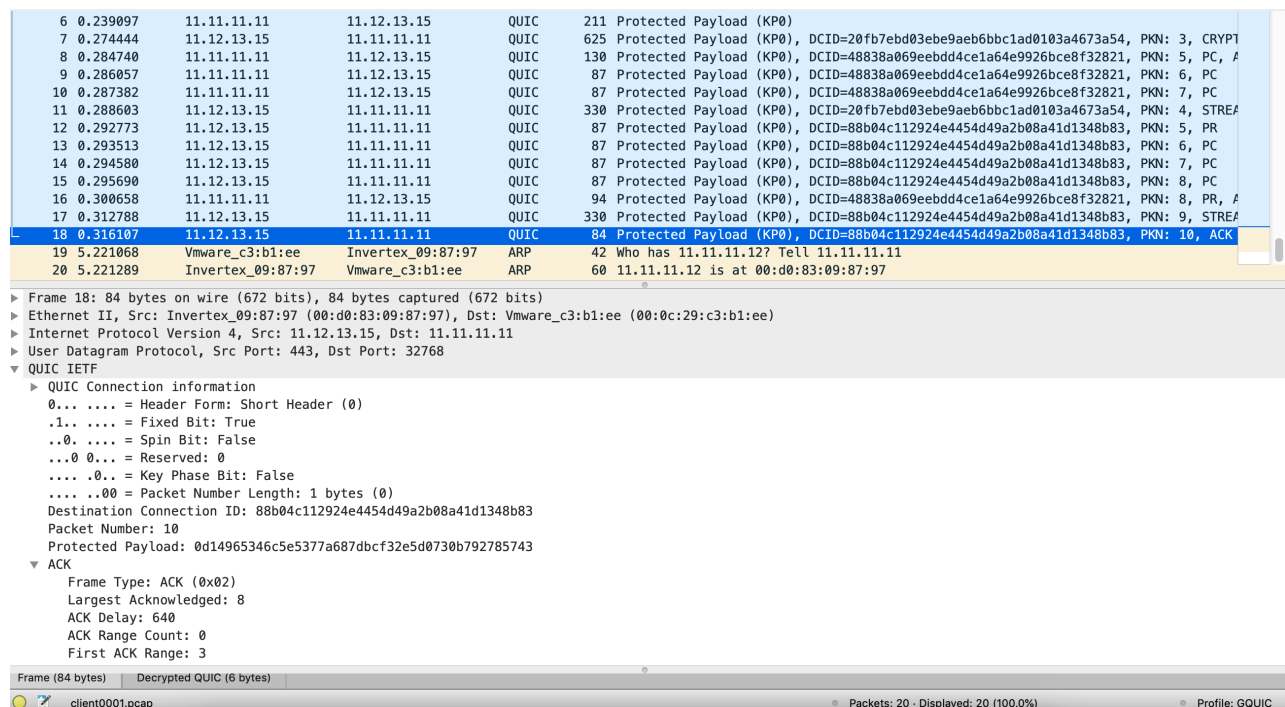 6 0.239097 11.11.11.11 11.12.13.15 QUIC 211 Protected Payload (KP0)
7 0.274444 11.12.13.15 11.11.11.11 QUIC 625 Protected Payload (KP0), DCID=20fb7ebd03ebe9aeb6bbc1ad0103a4673a54, PKN: 3, CRYPT
8 0.284740 11.11.11.11 11.12.13.15 QUIC 130 Protected Payload (KP0), DCID=48838a069eebdd4ce1a64e9926bce8f32821, PKN: 5, PC, A
9 0.286057 11.11.11.11 11.12.13.15 QUIC 87 Protected Payload (KP0), DCID=48838a069eebdd4ce1a64e9926bce8f32821, PKN: 6, PC
10 0.287382 11.11.11.11 11.12.13.15 QUIC 87 Protected Payload (KP0), DCID=48838a069eebdd4ce1a64e9926bce8f32821, PKN: 7, PC
11 0.288603 11.12.13.15 11.11.11.11 QUIC 330 Protected Payload (KP0), DCID=20fb7ebd03ebe9aeb6bbc1ad0103a4673a54, PKN: 4, STREA
12 0.292773 11.12.13.15 11.11.11.11 QUIC 87 Protected Payload (KP0), DCID=88b04c112924e4454d49a2b08a41d1348b83, PKN: 5, PR
13 0.293513 11.12.13.15 11.11.11.11 QUIC 87 Protected Payload (KP0), DCID=88b04c112924e4454d49a2b08a41d1348b83, PKN: 6, PC
14 0.294580 11.12.13.15 11.11.11.11 QUIC 87 Protected Payload (KP0), DCID=88b04c112924e4454d49a2b08a41d1348b83, PKN: 7, PC
15 0.295690 11.12.13.15 11.11.11.11 QUIC 87 Protected Payload (KP0), DCID=88b04c112924e4454d49a2b08a41d1348b83, PKN: 8, PC
16 0.300658 11.11.11.11 11.12.13.15 QUIC 94 Protected Payload (KP0), DCID=48838a069eebdd4ce1a64e9926bce8f32821, PKN: 8, PR, A
17 0.312788 11.12.13.15 11.11.11.11 QUIC 330 Protected Payload (KP0), DCID=88b04c112924e4454d49a2b08a41d1348b83, PKN: 9, STREA
18 0.316107 11.12.13.15 11.11.11.11 QUIC 84 Protected Payload (KP0), DCID=88b04c112924e4454d49a2b08a41d1348b83, PKN: 10, ACK
19 5.221068 Vmware_c3:b1:ee Invertex_09:87:97 ARP 42 Who has 11.11.11.12? Tell 11.11.11.11
20 5.221289 Invertex_09:87:97 Vmware_c3:b1:ee ARP 60 11.11.11.12 is at 00:d0:83:09:87:97
Frame 18: 84 bytes on wire (672 bits), 84 bytes captured (672 bits)
Ethernet II, Src: Invertex_09:87:97 (00:d0:83:09:87:97), Dst: Vmware_c3:b1:ee (00:0c:29:c3:b1:ee)
Internet Protocol Version 4, Src: 11.12.13.15, Dst: 11.11.11.11
User Datagram Protocol, Src Port: 443, Dst Port: 32768
QUIC IETF
QUIC Connection information
0... .... = Header Form: Short Header (0)
.1.. .... = Fixed Bit: True
..0. .... = Spin Bit: False
...0 0... = Reserved: 0
.... .0.. = Key Phase Bit: False
.... ..00 = Packet Number Length: 1 bytes (0)
Destination Connection ID: 88b04c112924e4454d49a2b08a41d1348b83
Packet Number: 10
Protected Payload: 0d14965346c5e5377a687dbcf32e5d0730b792785743
ACK
Frame Type: ACK (0x02)
Largest Acknowledged: 8
ACK Delay: 640
ACK Range Count: 0
First ACK Range: 3
Frame (84 bytes) Decrypted QUIC (6 bytes)
client0001.pcap Packets: 20 · Displayed: 20 (100.0%) Profile: GQUIC